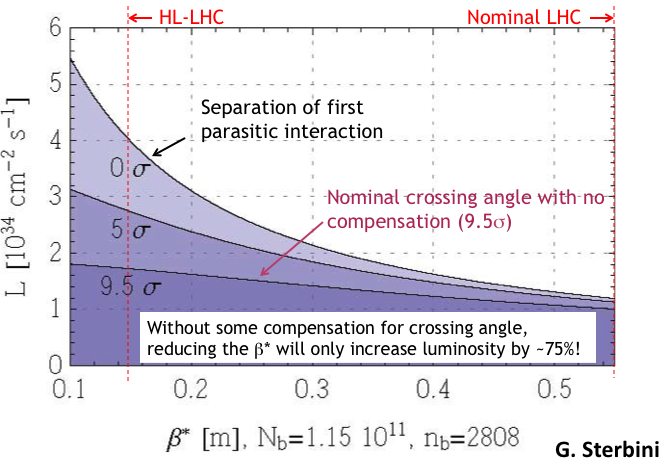 HL-LHC
Nominal LHC
6
5
4
3
2
1
0
L [10³⁴ cm⁻² s⁻¹]
Separation of first
parasitic interaction
0 σ
Nominal crossing angle with no
compensation (9.5σ)
5 σ
9.5 σ
Without some compensation for crossing angle,
reducing the β* will only increase luminosity by ~75%!
0.1 0.2 0.3 0.4 0.5
β* [m], N_b=1.15 10¹¹, n_b=2808
G. Sterbini